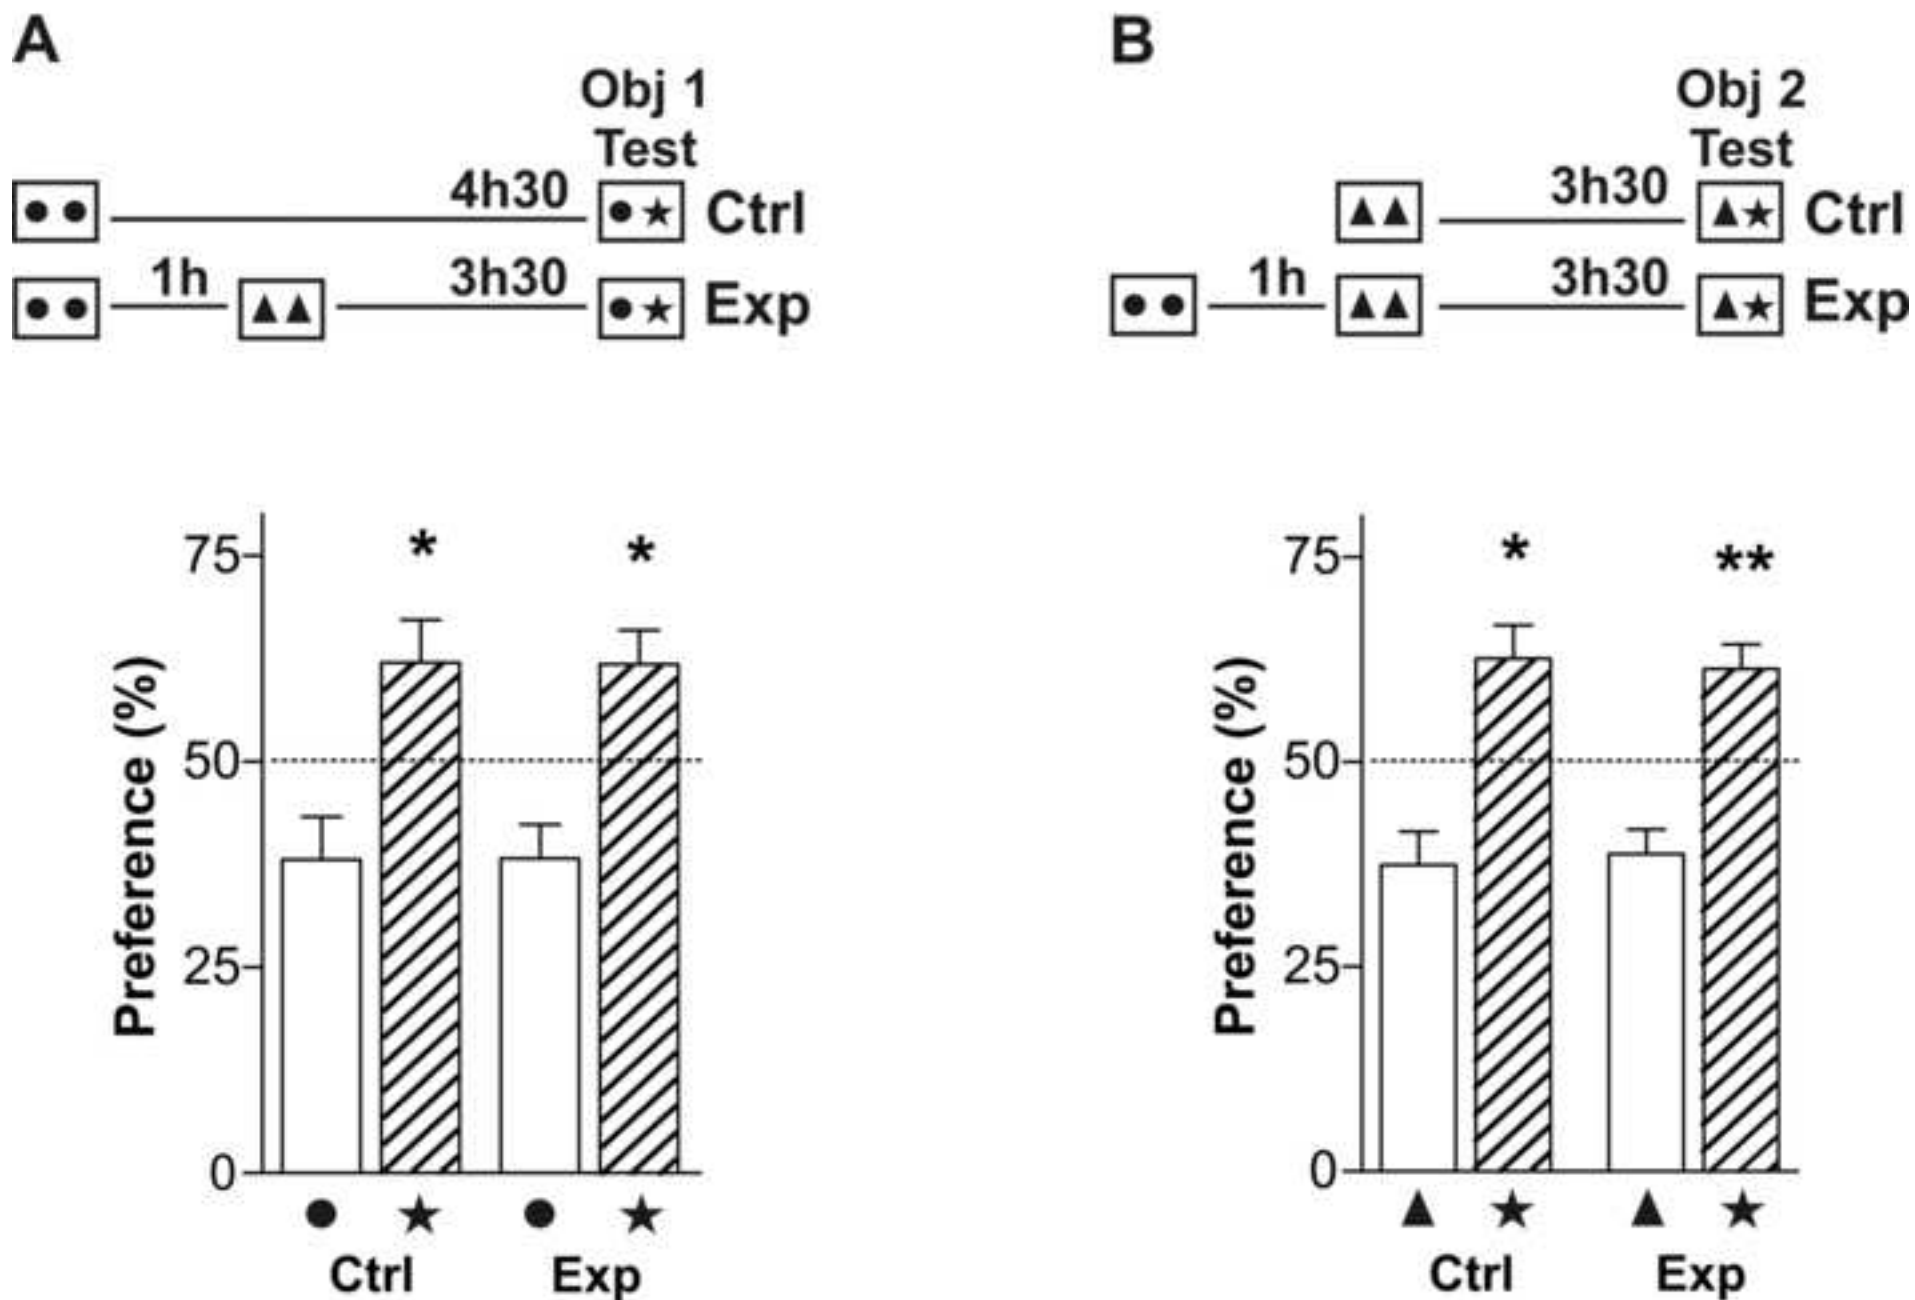 A
Obj 1
Test
4h30
Ctrl
1h
3h30
Exp
75
*
*
50
25
0
Preference (%)
Ctrl
Exp
B
Obj 2
Test
3h30
Ctrl
1h
3h30
Exp
75
*
**
50
25
0
Preference (%)
Ctrl
Exp